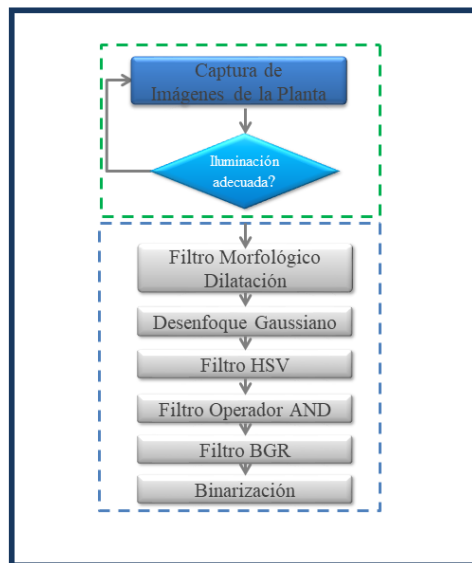 Captura de
Imágenes de la Planta
Iluminación
adecuada?
Filtro Morfológico
Dilatación
Desenfoque Gaussiano
Filtro HSV
Filtro Operador AND
Filtro BGR
Binarización